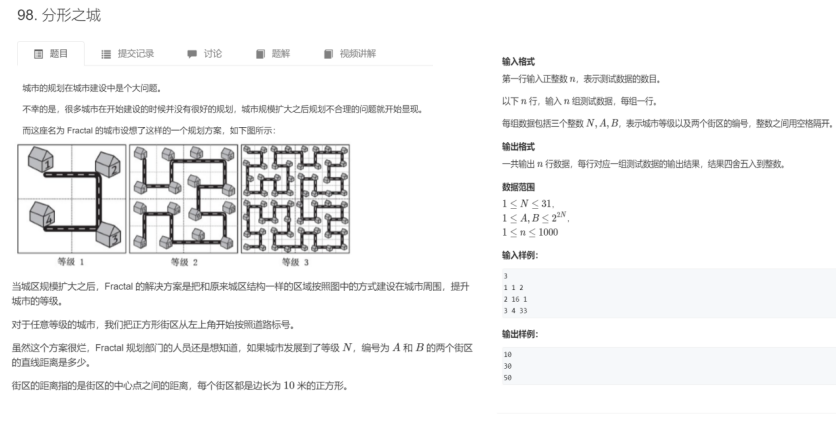 98. 分形之城
题目
提交记录
讨论
题解
视频讲解
城市的规划在城市建设中是个大问题。
不幸的是，很多城市在开始建设的时候并没有很好的规划，城市规模扩大之后规划不合理的问题就开始显现。
而这座名为 Fractal 的城市设想了这样的一个规划方案，如下图所示：
1
2
4
3
等级 1
等级 2
等级 3
当城区规模扩大之后，Fractal 的解决方案是把和原来城区结构一样的区域按照图中的方式建设在城市周围，提升
城市的等级。
对于任意等级的城市，我们把正方形街区从左上角开始按照道路标号。
虽然这个方案很烂，Fractal 规划部门的人员还是想知道，如果城市发展到了等级 N，编号为 A 和 B 的两个街区
的直线距离是多少。
街区的距离指的是街区的中心点之间的距离，每个街区都是边长为 10 米的正方形。
输入格式
第一行输入正整数 n，表示测试数据的数目。
以下 n 行，输入 n 组测试数据，每组一行。
每组数据包括三个整数 N, A, B，表示城市等级以及两个街区的编号，整数之间用空格隔开。
输出格式
一共输出 n 行数据，每行对应一组测试数据的输出结果，结果四舍五入到整数。
数据范围
1 ≤ N ≤ 31,
1 ≤ A, B ≤ 2^{2N},
1 ≤ n ≤ 1000
输入样例：
3
1 1 2
2 16 1
3 4 33
输出样例：
10
30
50